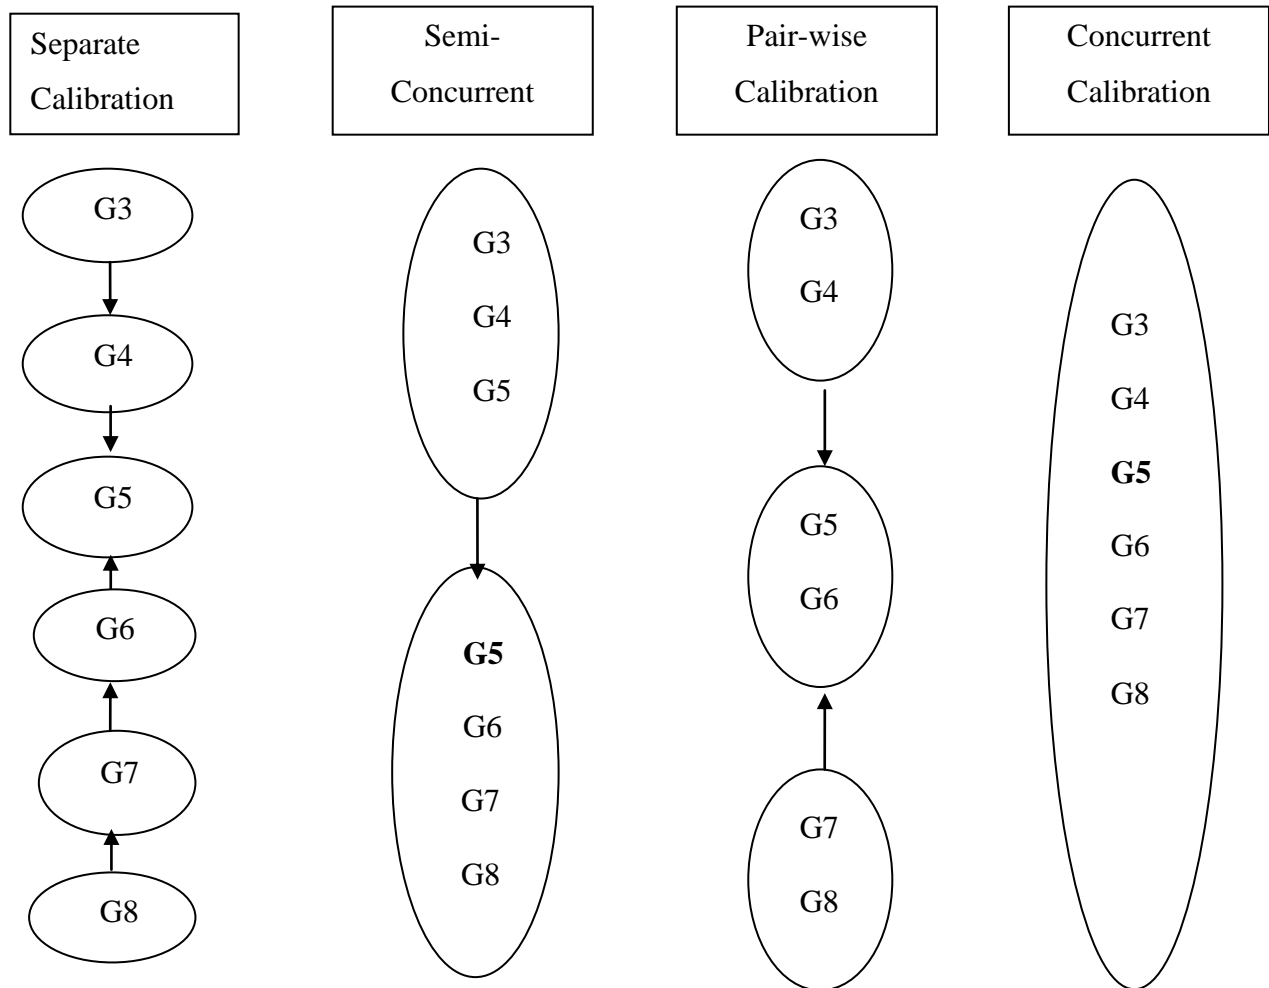 Separate
Calibration
Semi-
Concurrent
Pair-wise
Calibration
Concurrent
Calibration
G3
G4
G5
G6
G7
G8
G3
G4
G5
G5
G6
G7
G8
G3
G4
G5
G6
G7
G8
G3
G4
G5
G6
G7
G8